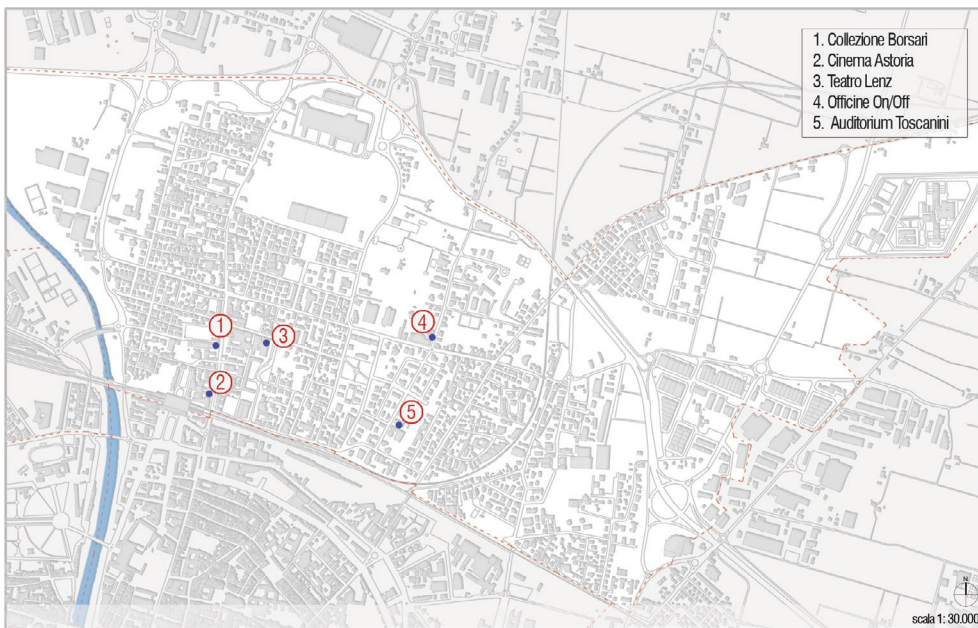 1. Collezione Borsari
2. Cinema Astoria
3. Teatro Lenz
4. Officine On/Off
5. Auditorium Toscanini
1
2
3
4
5
N
scala 1: 30.000